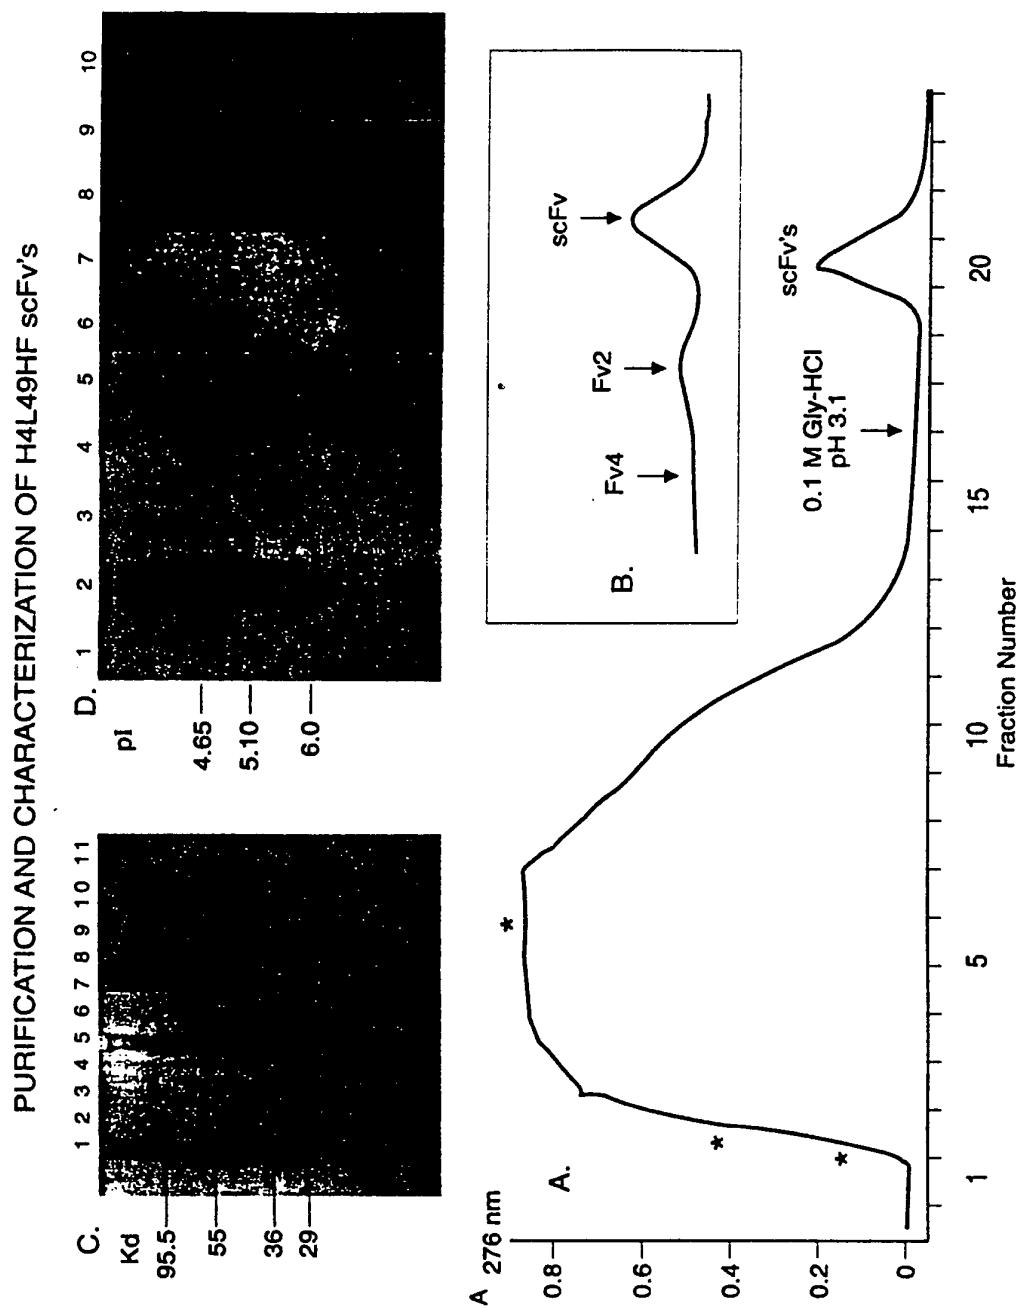 PURIFICATION AND CHARACTERIZATION OF H4L49HF scFv's
C.
Kd
1 2 3 4 5 6 7 8 9 10 11
95.5
55
36
29
D.
pI
1 2 3 4 5 6 7 8 9 10
4.65
5.10
6.0
A 276 nm
0.8
0.6
0.4
0.2
0
A.
*
*
*
B.
Fv4
Fv2
scFv
0.1 M Gly-HCl
pH 3.1
scFv's
1 5 10 15 20
Fraction Number